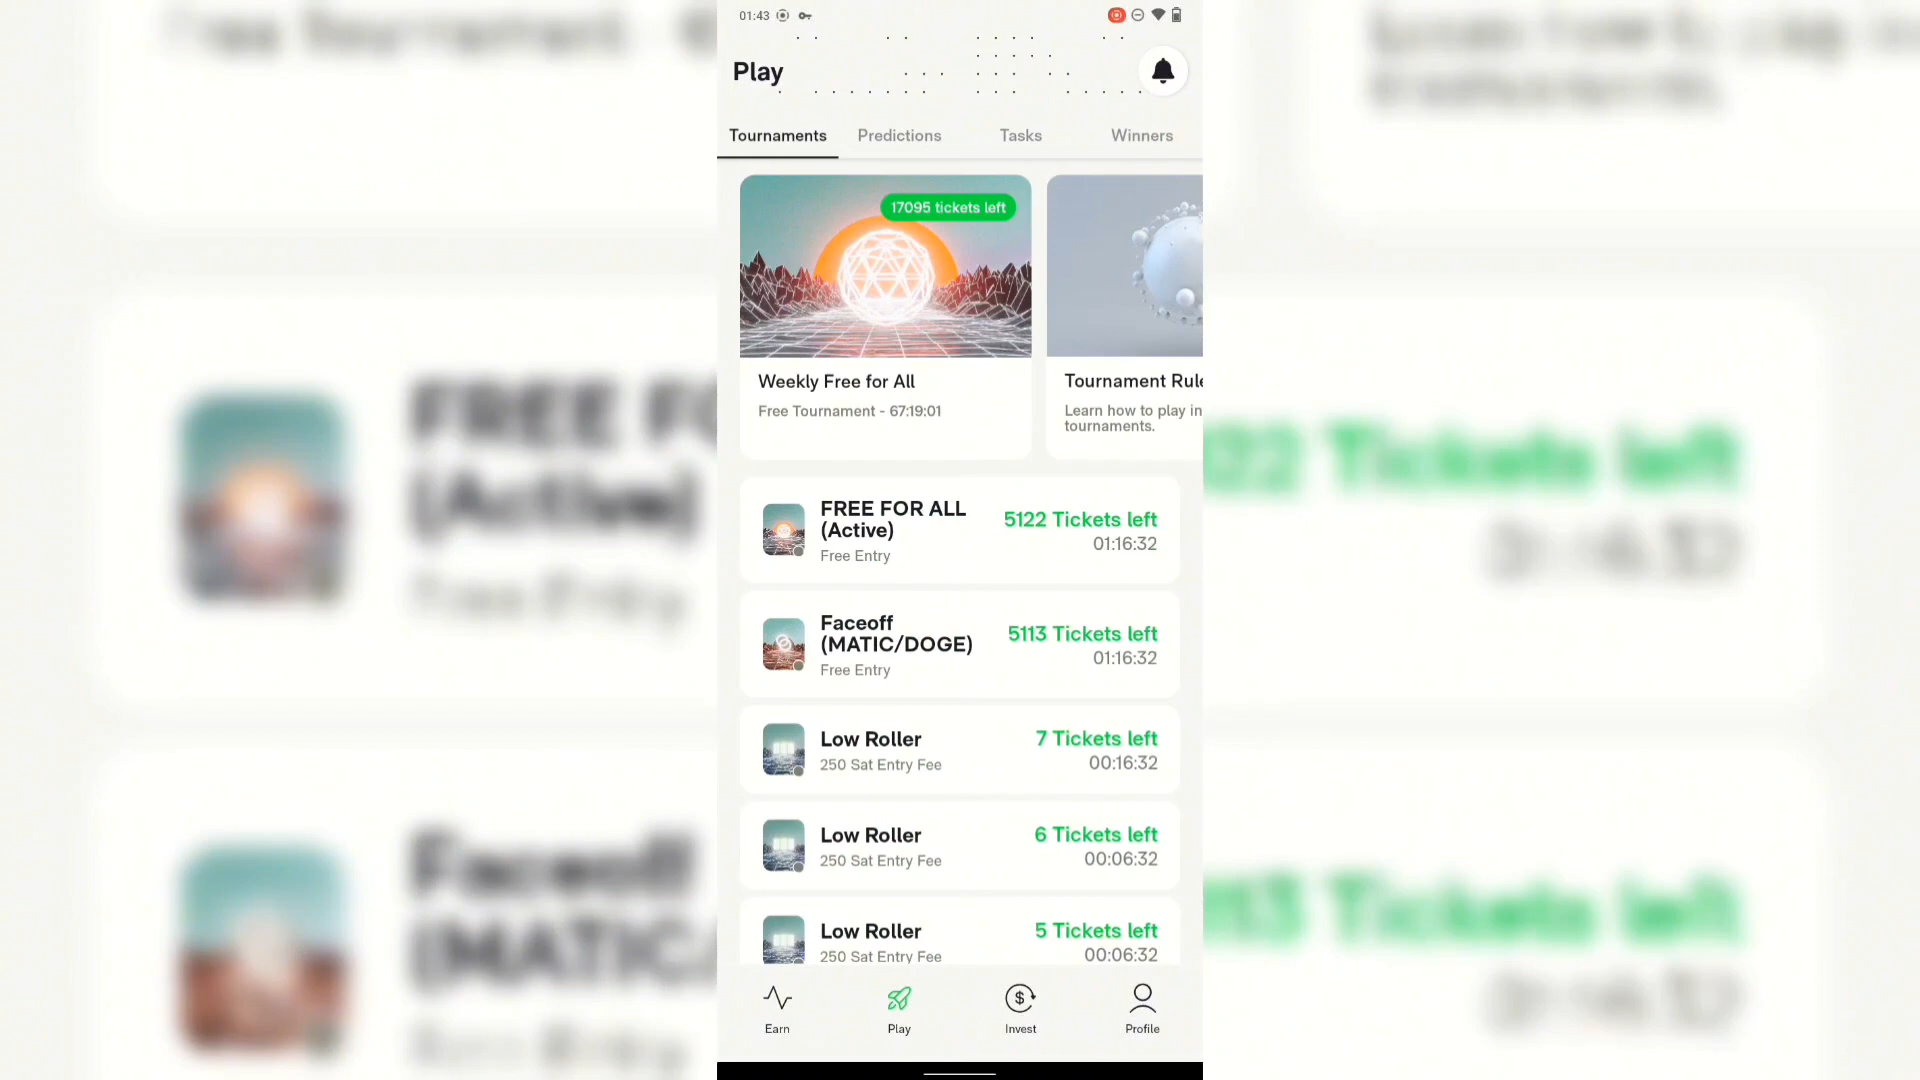 01:43
Play
Tournaments
Predictions
Tasks
Winners
17095 tickets left
Weekly Free for All
Free Tournament - 67:19:01
Tournament Rule
Learn how to play in
tournaments.
FREE FOR ALL
(Active)
Free Entry
5122 Tickets left
01:16:32
Faceoff
(MATIC/DOGE)
Free Entry
5113 Tickets left
01:16:32
Low Roller
250 Sat Entry Fee
7 Tickets left
00:16:32
Low Roller
250 Sat Entry Fee
6 Tickets left
00:06:32
Low Roller
250 Sat Entry Fee
5 Tickets left
00:06:32
Earn
Play
Invest
Profile